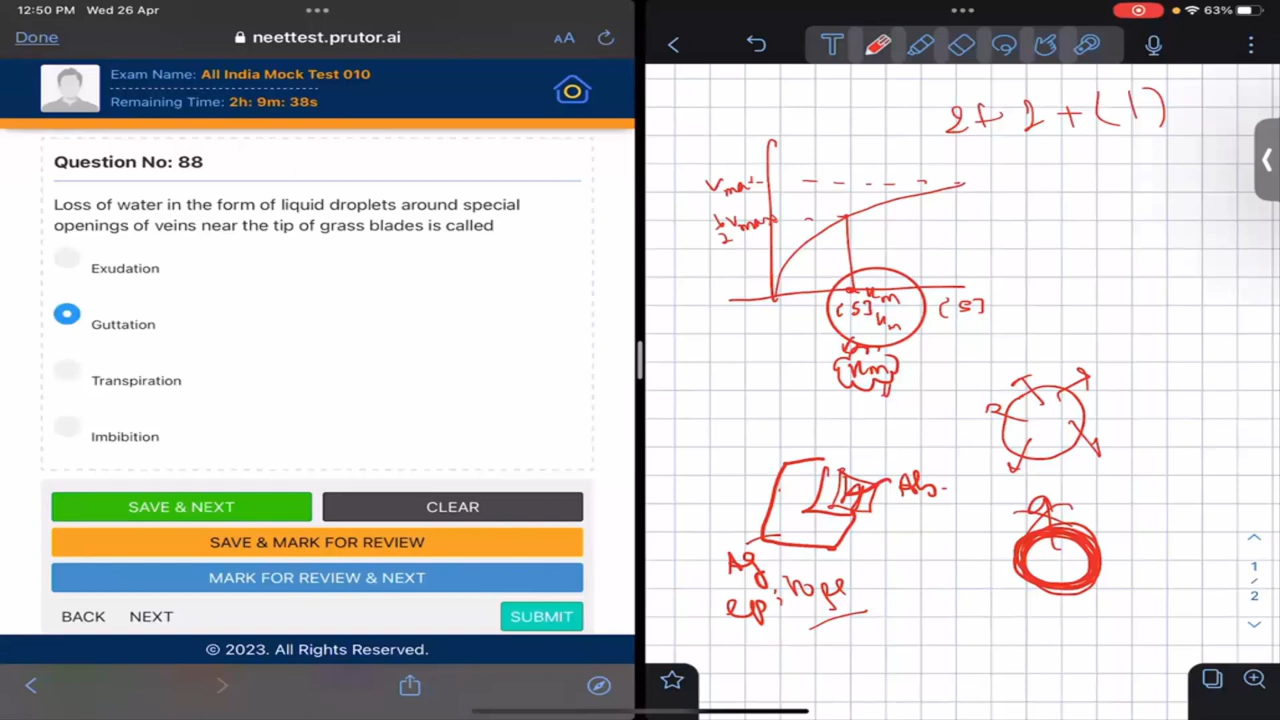 12:50 PM Wed 26 Apr
63%
Done
neettest.prutor.ai
AA
Exam Name: All India Mock Test 010
Remaining Time: 2h: 9m: 38s
Question No: 88
Loss of water in the form of liquid droplets around special
openings of veins near the tip of grass blades is called
Exudation
Guttation
Transpiration
Imbibition
SAVE & NEXT
CLEAR
SAVE & MARK FOR REVIEW
MARK FOR REVIEW & NEXT
BACK
NEXT
SUBMIT
© 2023. All Rights Reserved.
T
2+2+(1)
Vmax
Vmax
2
Km
[S]
[S]
Km
Ag
1
/
2